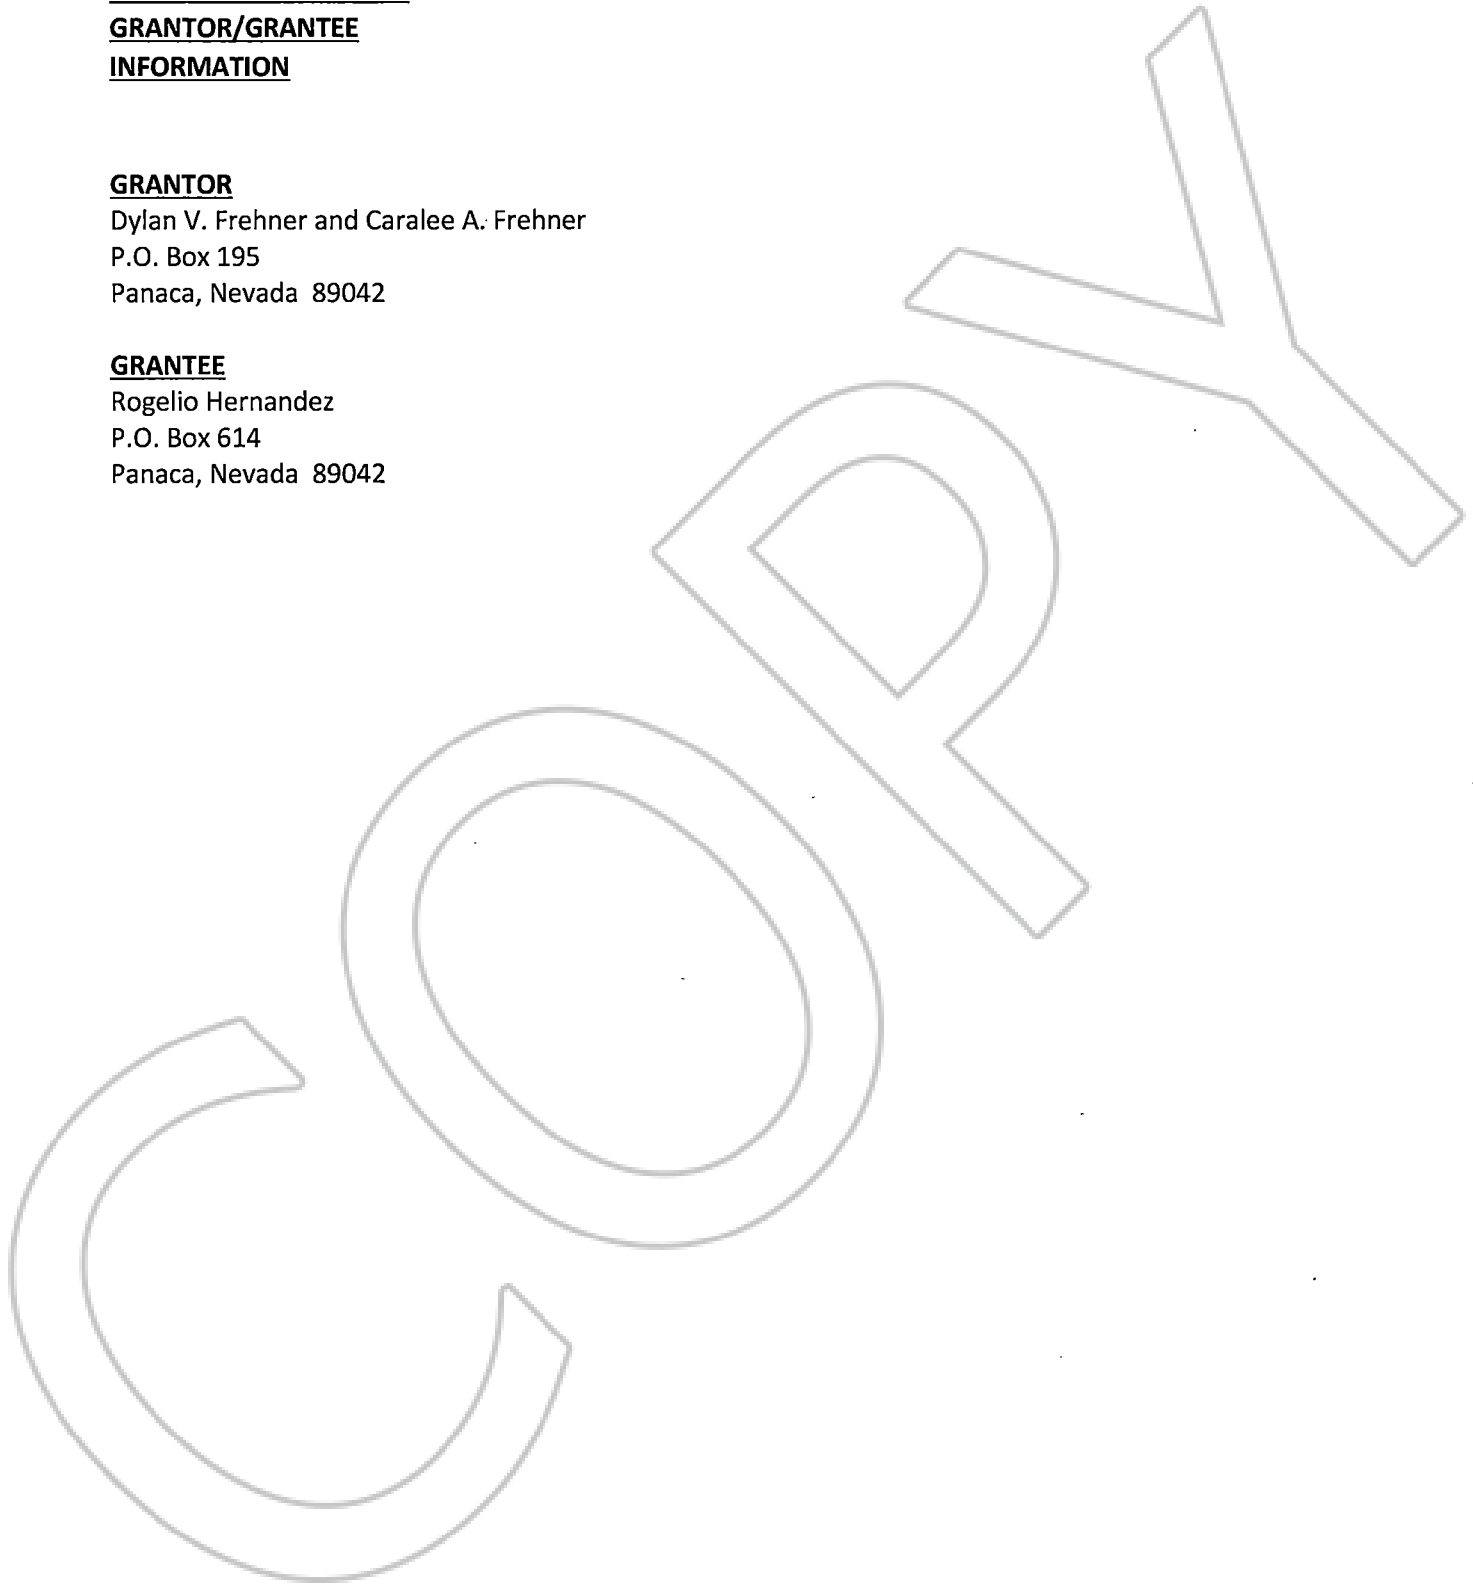 GRANTOR/GRANTEE
INFORMATION
GRANTOR
Dylan V. Frehner and Caralee A. Frehner
P.O. Box 195
Panaca, Nevada 89042
GRANTEE
Rogelio Hernandez
P.O. Box 614
Panaca, Nevada 89042
COPY